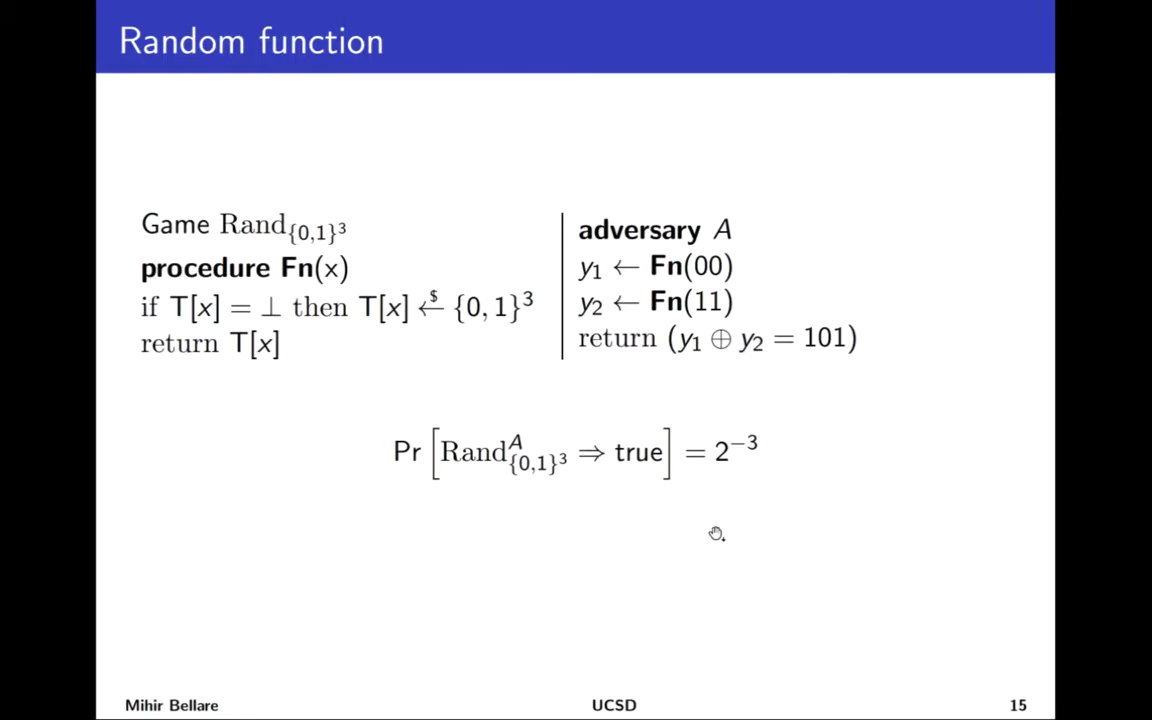 Random function
Game Rand_{{0,1}³}
procedure Fn(x)
if T[x] = ⊥ then T[x] ←$ {0, 1}³
return T[x]
adversary A
y₁ ← Fn(00)
y₂ ← Fn(11)
return (y₁ ⊕ y₂ = 101)
Pr [Rand^A_{{0,1}³} ⇒ true] = 2⁻³
Mihir Bellare UCSD 15